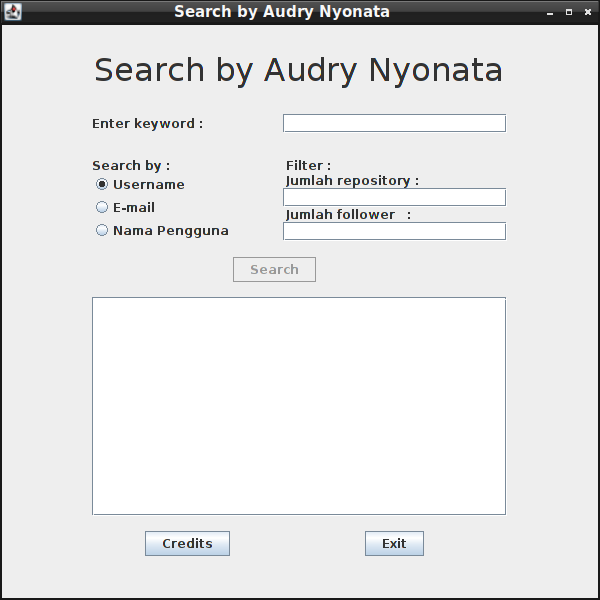 Search by Audry Nyonata
Search by Audry Nyonata
Enter keyword :
Search by :
Username
E-mail
Nama Pengguna
Filter :
Jumlah repository :
Jumlah follower :
Search
Credits
Exit